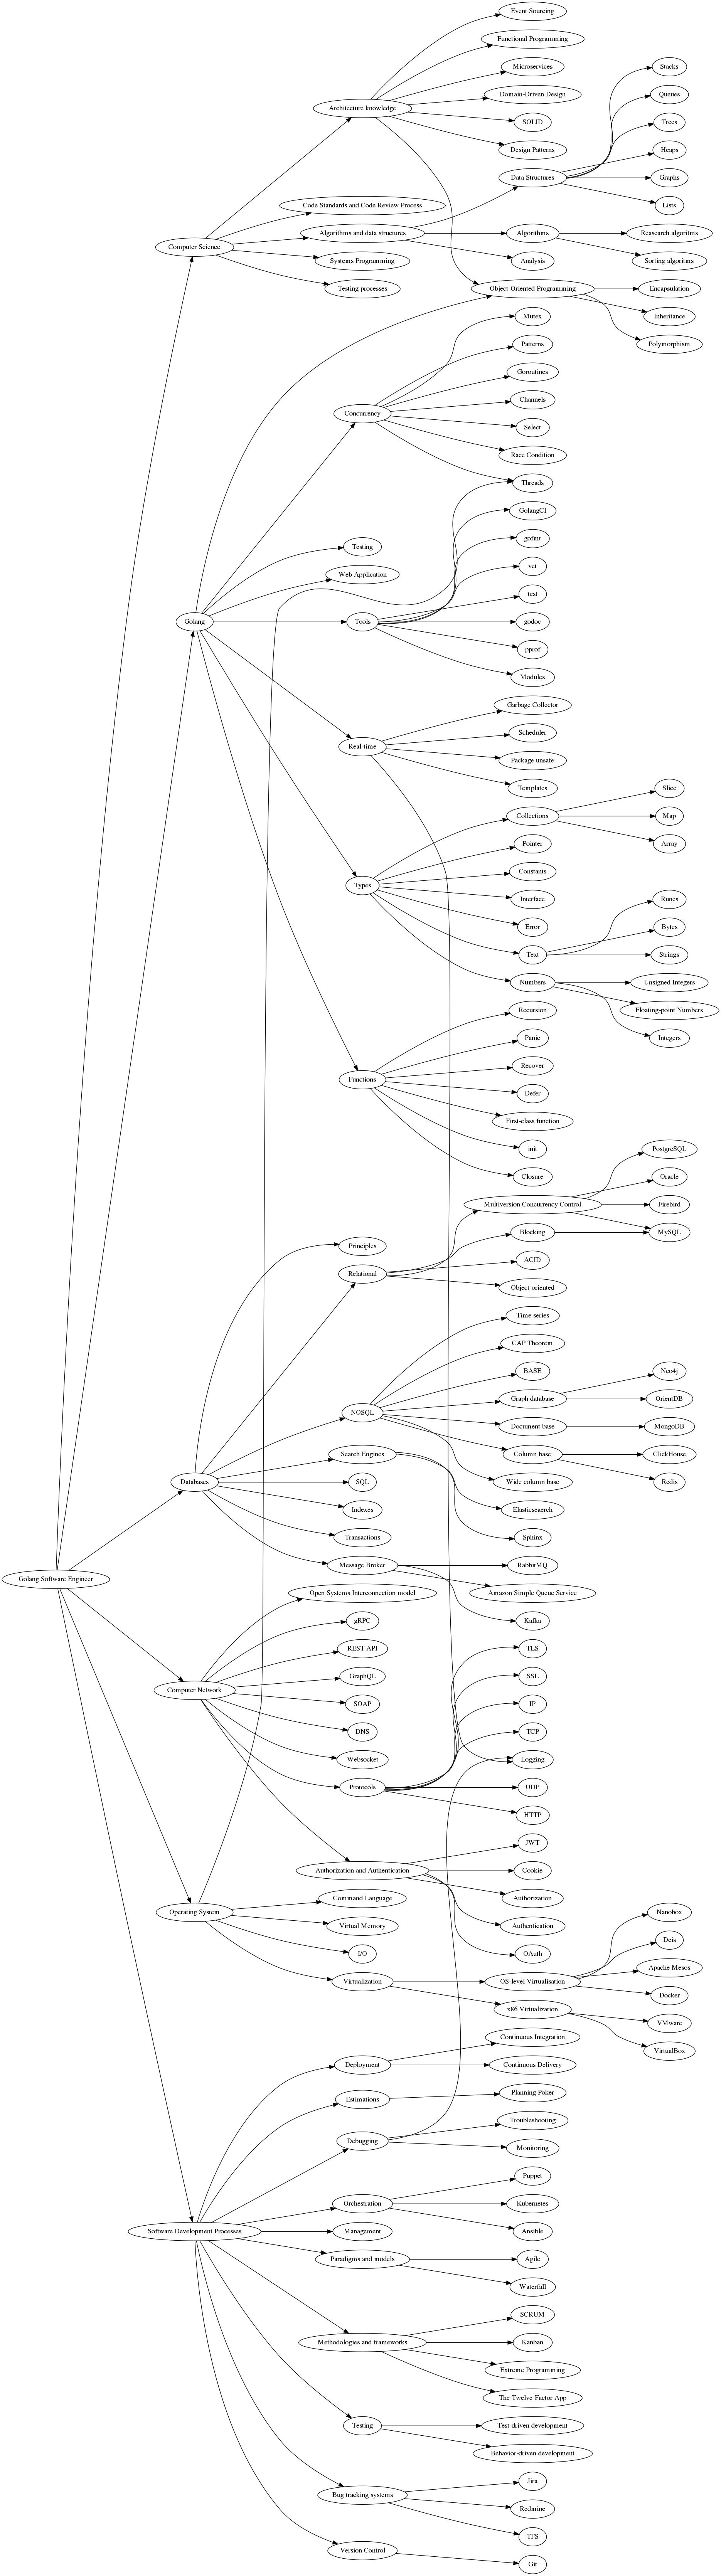 Event Sourcing
Functional Programming
Microservices
Stacks
Domain-Driven Design
Queues
Architecture knowledge
SOLID
Trees
Design Patterns
Heaps
Data Structures
Graphs
Code Standards and Code Review Process
Lists
Algorithms and data structures
Algorithms
Reasearch algoritms
Computer Science
Systems Programming
Analysis
Sorting algoritms
Testing processes
Object-Oriented Programming
Encapsulation
Mutex
Inheritance
Patterns
Polymorphism
Goroutines
Channels
Concurrency
Select
Race Condition
Threads
GolangCI
gofmt
Testing
vet
Web Application
test
Golang
Tools
godoc
pprof
Modules
Garbage Collector
Scheduler
Real-time
Package unsafe
Templates
Slice
Collections
Map
Pointer
Array
Constants
Types
Interface
Runes
Error
Bytes
Text
Strings
Numbers
Unsigned Integers
Recursion
Floating-point Numbers
Panic
Integers
Recover
Functions
Defer
First-class function
init
PostgreSQL
Closure
Oracle
Multiversion Concurrency Control
Firebird
Blocking
MySQL
Principles
ACID
Relational
Object-oriented
Time series
CAP Theorem
BASE
Neo4j
Graph database
OrientDB
NOSQL
Document base
MongoDB
Search Engines
Column base
ClickHouse
Databases
SQL
Wide column base
Redis
Indexes
Elasticseaerch
Transactions
Sphinx
Message Broker
RabbitMQ
Golang Software Engineer
Open Systems Interconnection model
Amazon Simple Queue Service
gRPC
Kafka
REST API
TLS
GraphQL
SSL
Computer Network
SOAP
IP
DNS
TCP
Websocket
Logging
Protocols
UDP
HTTP
JWT
Authorization and Authentication
Cookie
Command Language
Authorization
Operating System
Virtual Memory
Authentication
Nanobox
I/O
OAuth
Deis
Virtualization
OS-level Virtualisation
Apache Mesos
x86 Virtualization
Docker
Continuous Integration
VMware
Deployment
Continuous Delivery
VirtualBox
Estimations
Planning Poker
Troubleshooting
Debugging
Monitoring
Puppet
Orchestration
Kubernetes
Software Development Processes
Management
Ansible
Paradigms and models
Agile
Waterfall
SCRUM
Methodologies and frameworks
Kanban
Extreme Programming
The Twelve-Factor App
Testing
Test-driven development
Behavior-driven development
Jira
Bug tracking systems
Redmine
TFS
Version Control
Git